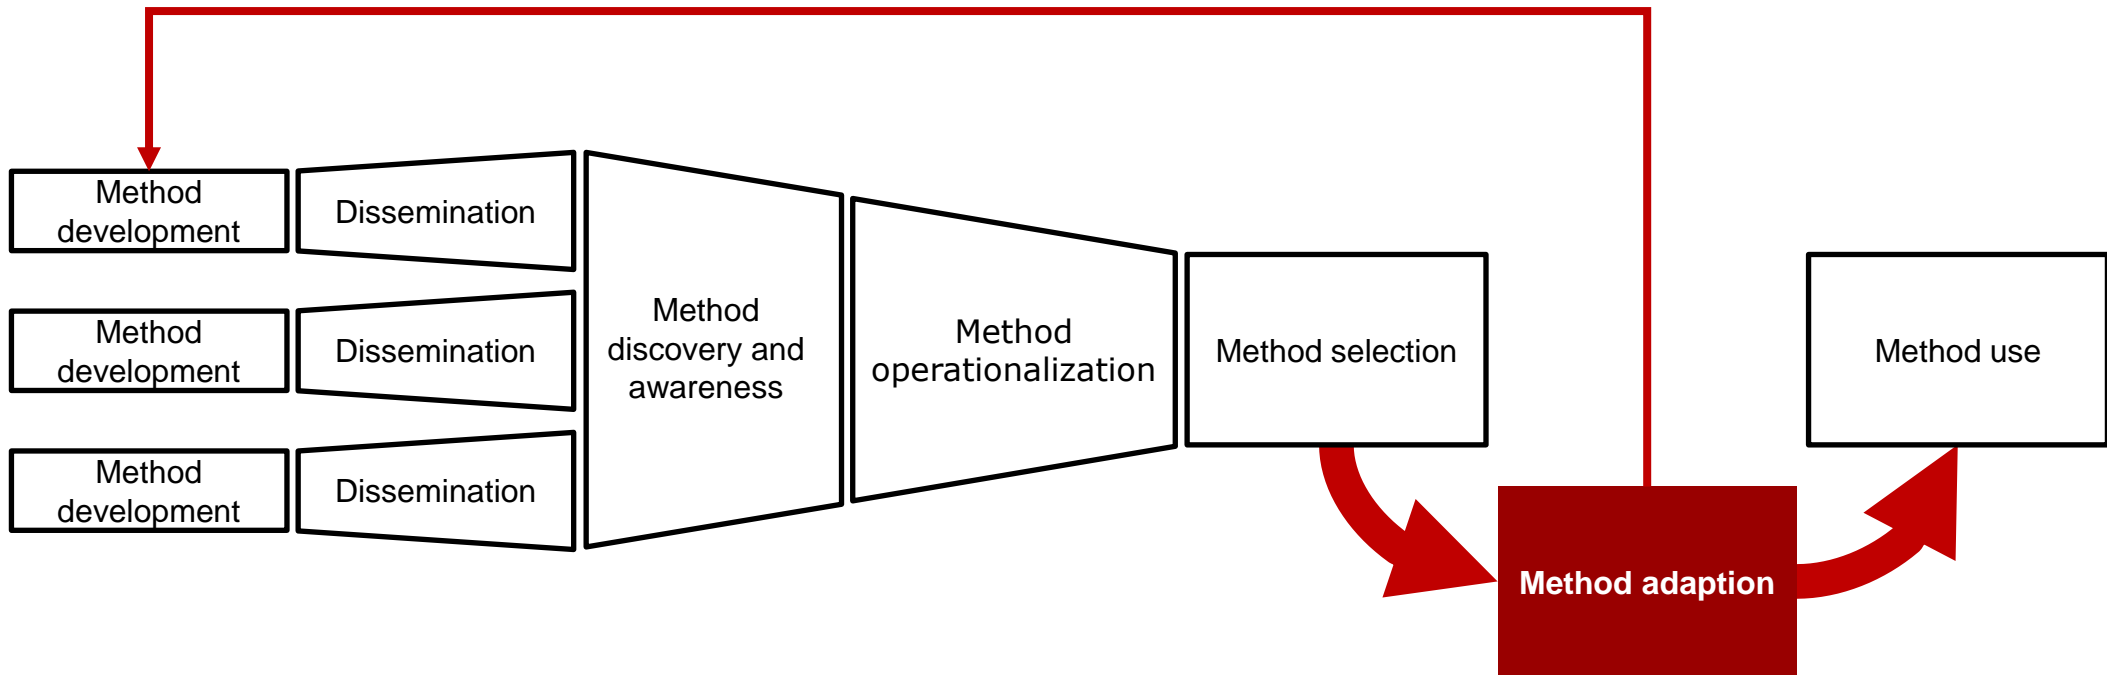 Method
development
Dissemination
Method
development
Dissemination
Method
development
Dissemination
Method
discovery and
awareness
Method
operationalization
Method selection
Method adaption
Method use